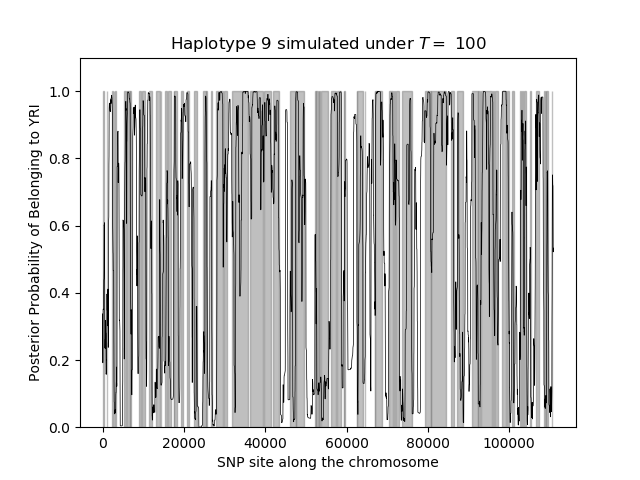 Haplotype 9 simulated under T = 100
Posterior Probability of Belonging to YRI
1.0
0.8
0.6
0.4
0.2
0.0
0 20000 40000 60000 80000 100000
SNP site along the chromosome